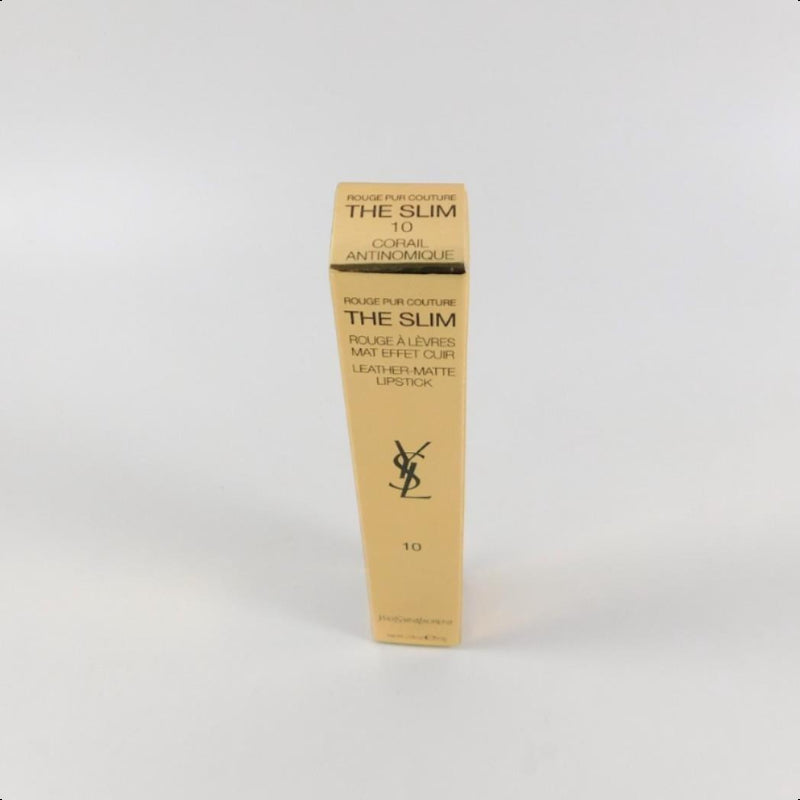 ROUGE PUR COUTURE
THE SLIM
10
CORAIL
ANTINOMIQUE
ROUGE PUR COUTURE
THE SLIM
ROUGE À LÈVRES
MAT EFFET CUIR
LEATHER-MATTE
LIPSTICK
YSL
10
YVESSAINTLAURENT